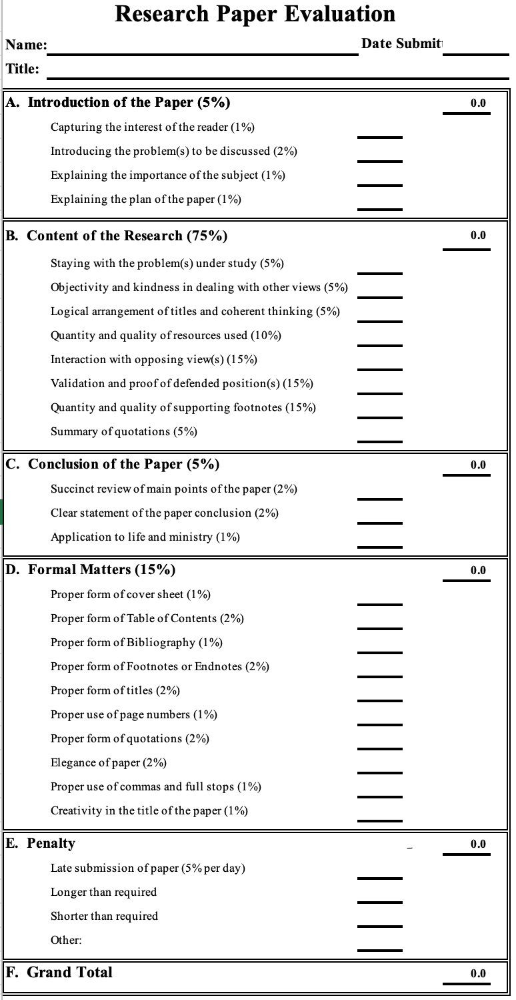 Research Paper Evaluation
Name: Date Submit
Title:
A. Introduction of the Paper (5%) 0.0
Capturing the interest of the reader (1%)
Introducing the problem(s) to be discussed (2%)
Explaining the importance of the subject (1%)
Explaining the plan of the paper (1%)
B. Content of the Research (75%) 0.0
Staying with the problem(s) under study (5%)
Objectivity and kindness in dealing with other views (5%)
Logical arrangement of titles and coherent thinking (5%)
Quantity and quality of resources used (10%)
Interaction with opposing view(s) (15%)
Validation and proof of defended position(s) (15%)
Quantity and quality of supporting footnotes (15%)
Summary of quotations (5%)
C. Conclusion of the Paper (5%) 0.0
Succinct review of main points of the paper (2%)
Clear statement of the paper conclusion (2%)
Application to life and ministry (1%)
D. Formal Matters (15%) 0.0
Proper form of cover sheet (1%)
Proper form of Table of Contents (2%)
Proper form of Bibliography (1%)
Proper form of Footnotes or Endnotes (2%)
Proper form of titles (2%)
Proper use of page numbers (1%)
Proper form of quotations (2%)
Elegance of paper (2%)
Proper use of commas and full stops (1%)
Creativity in the title of the paper (1%)
E. Penalty – 0.0
Late submission of paper (5% per day)
Longer than required
Shorter than required
Other:
F. Grand Total 0.0